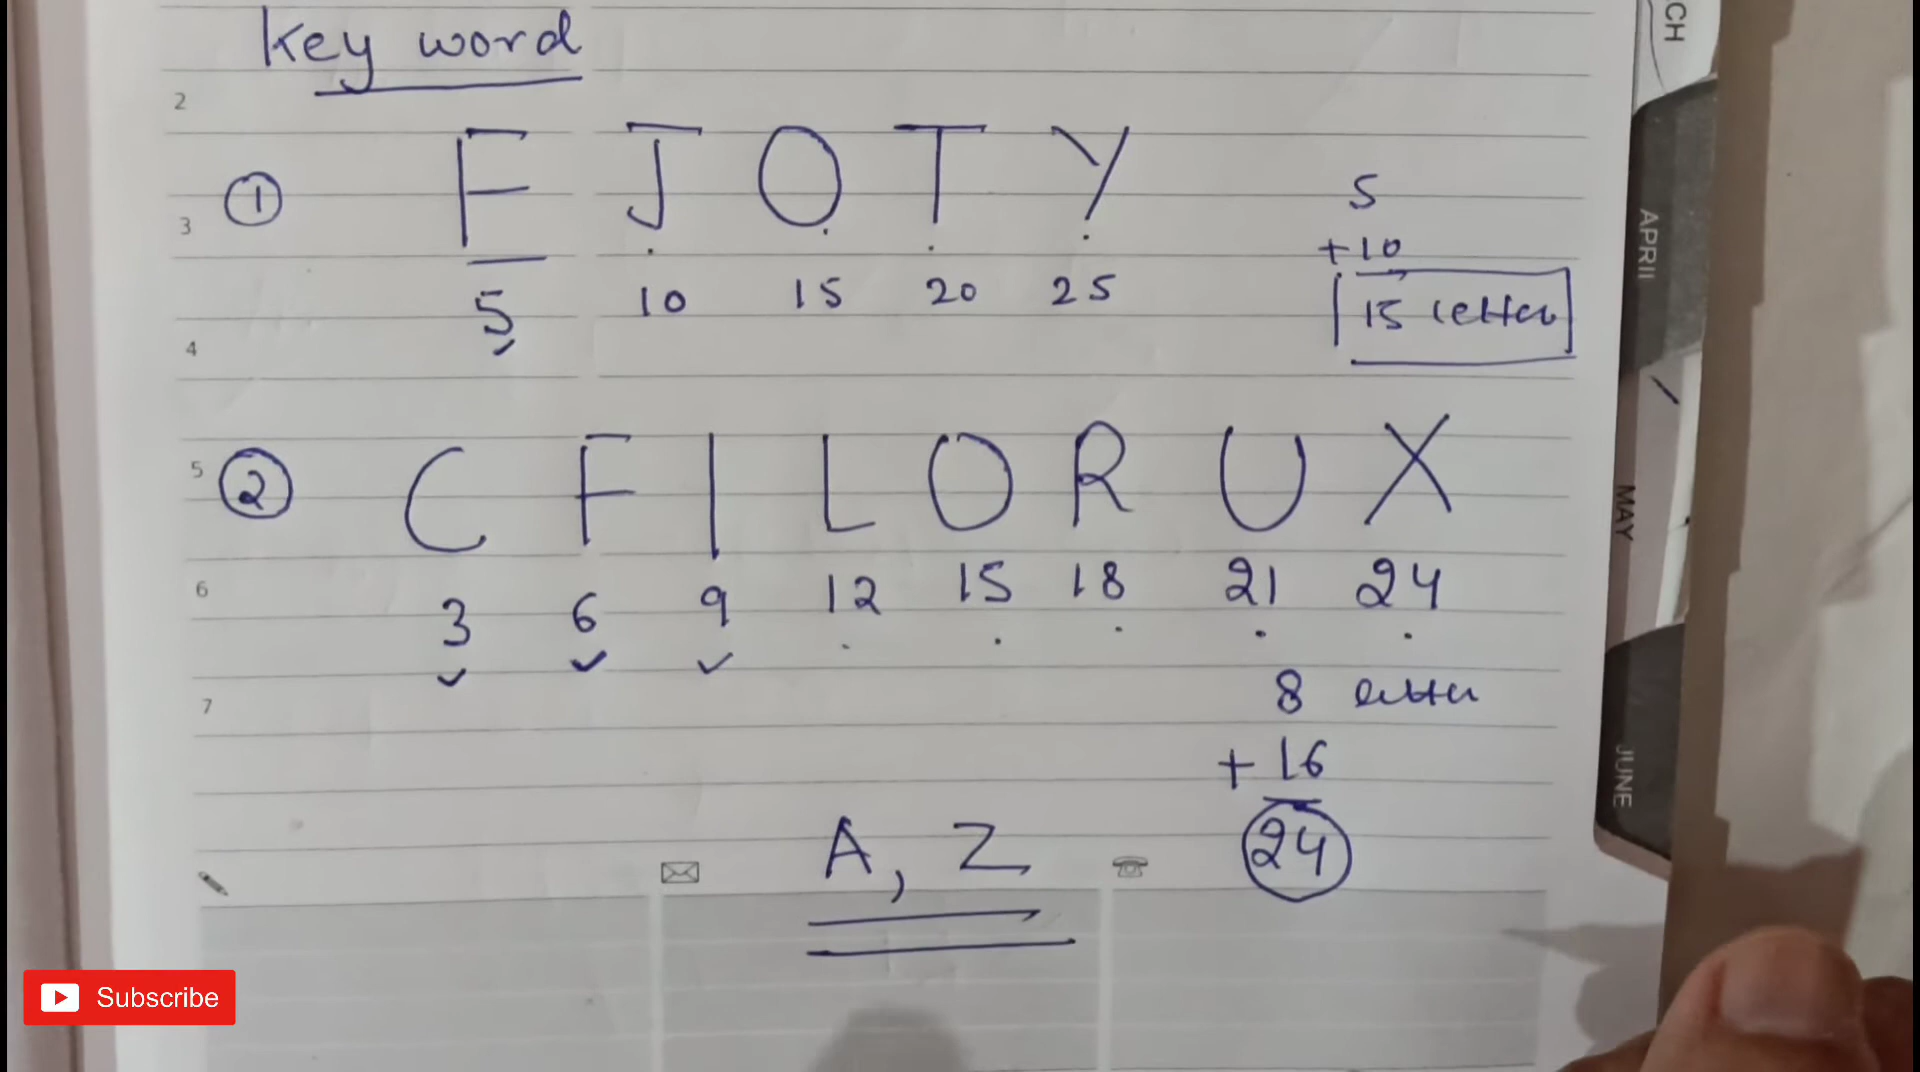 Key word
CH
2
① F J O T Y
3
5 10 15 20 25
5
+10
15 letter
APRIL
4
5
② C F I L O R U X
6
3 6 9 12 15 18 21 24
MAY
7
8 letter
+ 16
24
JUNE
A, Z
Subscribe